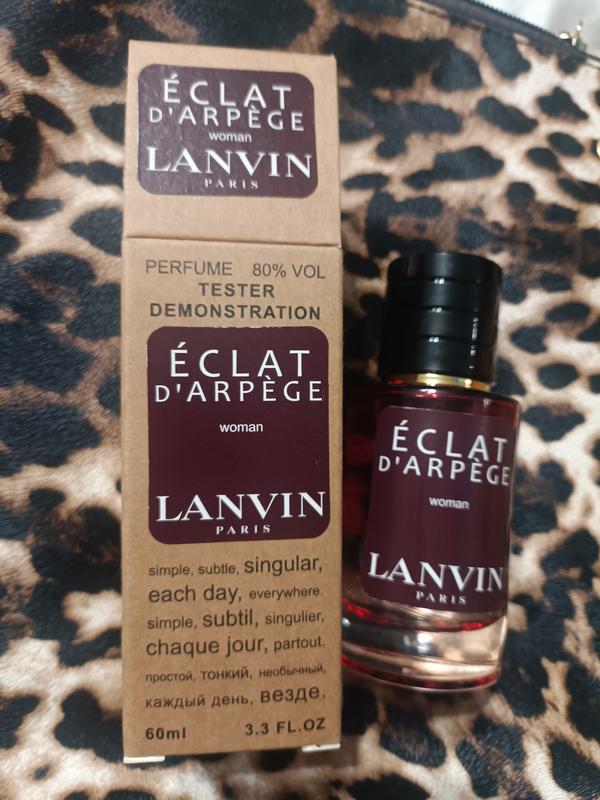 ÉCLAT
D'ARPÈGE
woman
LANVIN
PARIS
PERFUME 80% VOL
TESTER
DEMONSTRATION
ÉCLAT
D'ARPÈGE
woman
LANVIN
PARIS
simple, subtle, singular,
each day, everywhere.
simple, subtil, singulier,
chaque jour, partout.
простой, тонкий, необычный,
каждый день, везде.
60ml 3.3 FL.OZ
ÉCLAT
D'ARPÈGE
woman
LANVIN
PARIS